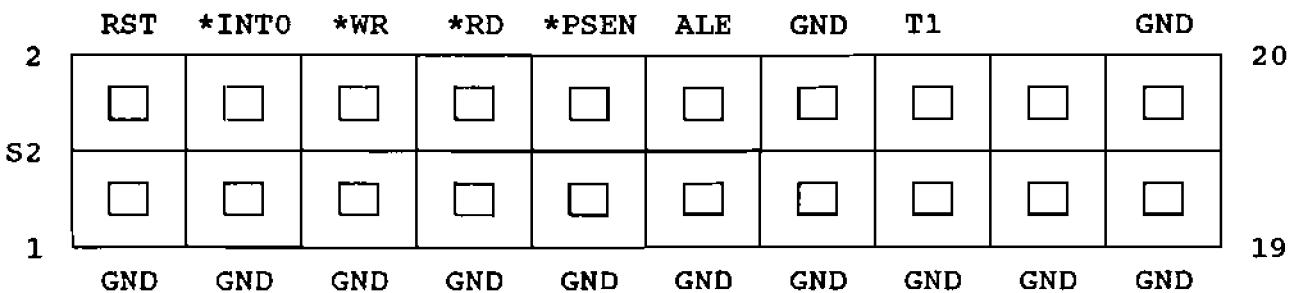 RST *INT0 *WR *RD *PSEN ALE GND T1 GND
2 20
S2
1 19
GND GND GND GND GND GND GND GND GND GND